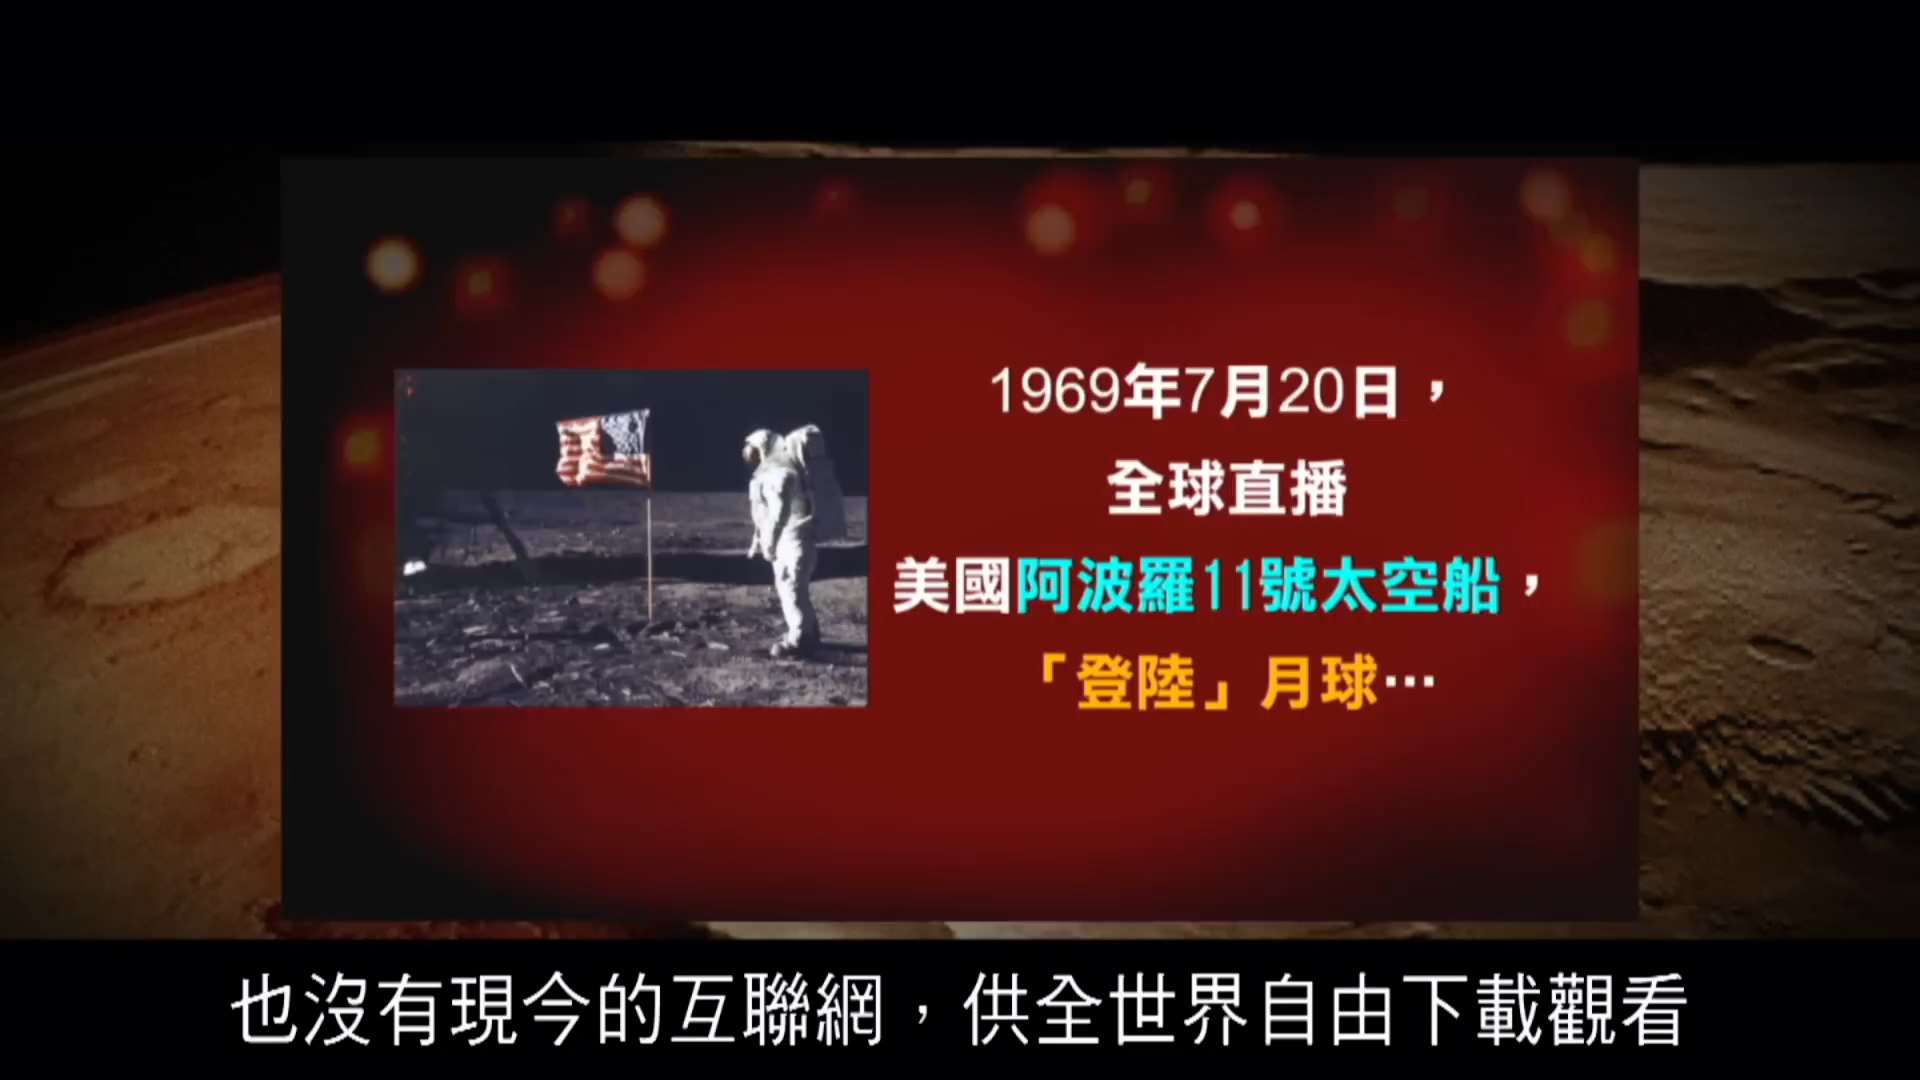 1969年7月20日，
全球直播
美國阿波羅11號太空船，
「登陸」月球…
也沒有現今的互聯網，供全世界自由下載觀看